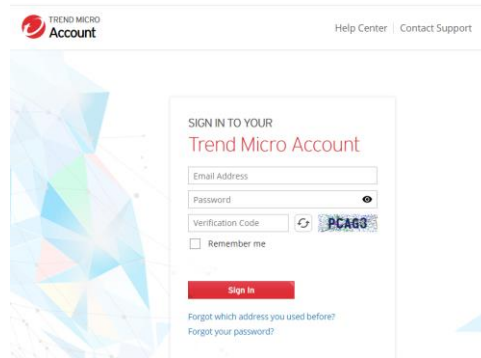 TREND MICRO
Account
Help Center | Contact Support
SIGN IN TO YOUR
Trend Micro Account
Email Address
Password
Verification Code PCAG3
Remember me
Sign In
Forgot which address you used before?
Forgot your password?